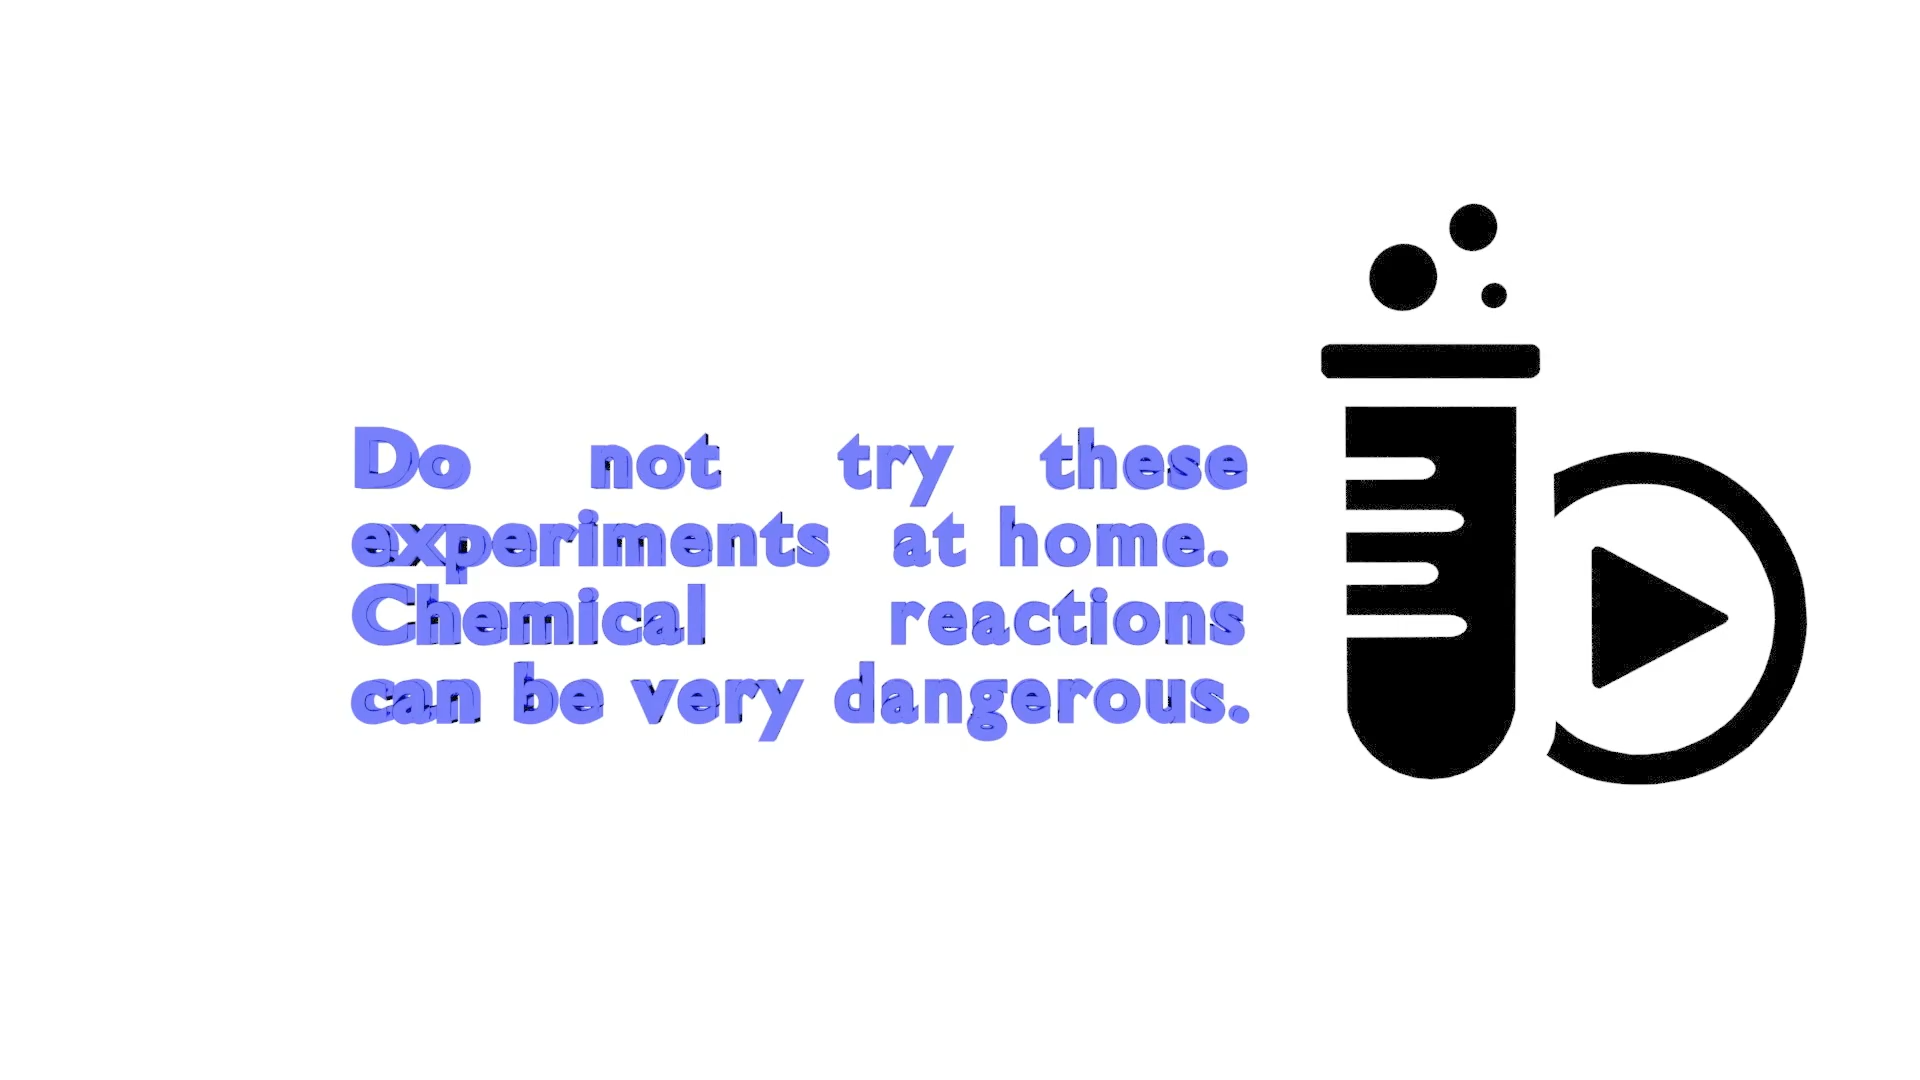 Do not try these
experiments at home.
Chemical reactions
can be very dangerous.